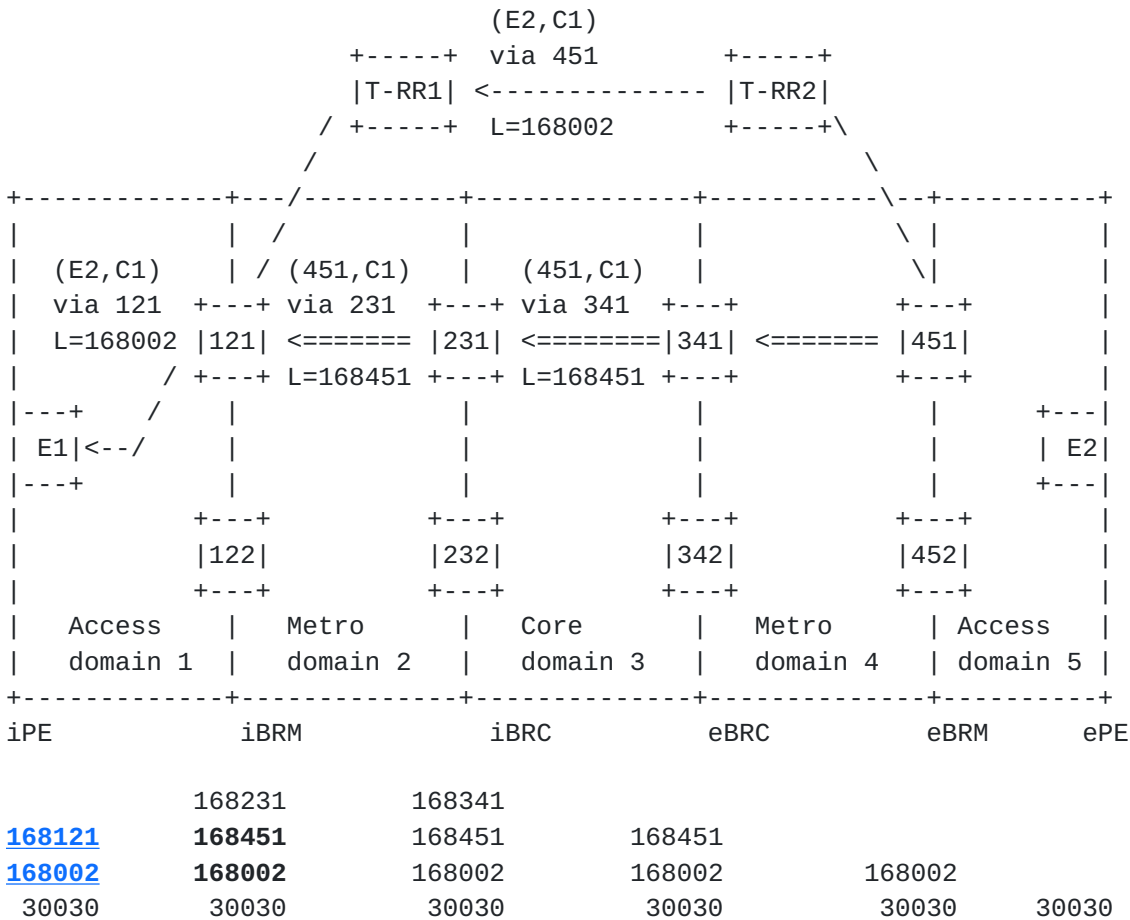 (E2,C1)
                      +-----+  via 451        +-----+
                      |T-RR1| <-------------- |T-RR2|
                    / +-----+  L=168002       +-----+\
                   /                                   \
+-------------+---/----------+--------------+-----------\--+----------+
|             |  /           |              |            \ |          |
|  (E2,C1)    | / (451,C1)   |   (451,C1)   |             \|          |
|  via 121  +---+ via 231  +---+ via 341  +---+          +---+        |
|  L=168002 |121| <======= |231| <========|341| <======= |451|        |
|         / +---+ L=168451 +---+ L=168451 +---+          +---+        |
|---+    /    |              |              |              |      +---|
| E1|<--/     |              |              |              |      | E2|
|---+         |              |              |              |      +---|
|           +---+          +---+          +---+          +---+        |
|           |122|          |232|          |342|          |452|        |
|           +---+          +---+          +---+          +---+        |
|   Access    |   Metro      |   Core       |   Metro      | Access   |
|   domain 1  |   domain 2   |   domain 3   |   domain 4   | domain 5 |
+-------------+--------------+--------------+--------------+----------+
iPE            iBRM            iBRC          eBRC          eBRM      ePE
            168231        168341
168121      168451        168451        168451
168002      168002        168002        168002         168002
 30030       30030         30030         30030          30030     30030